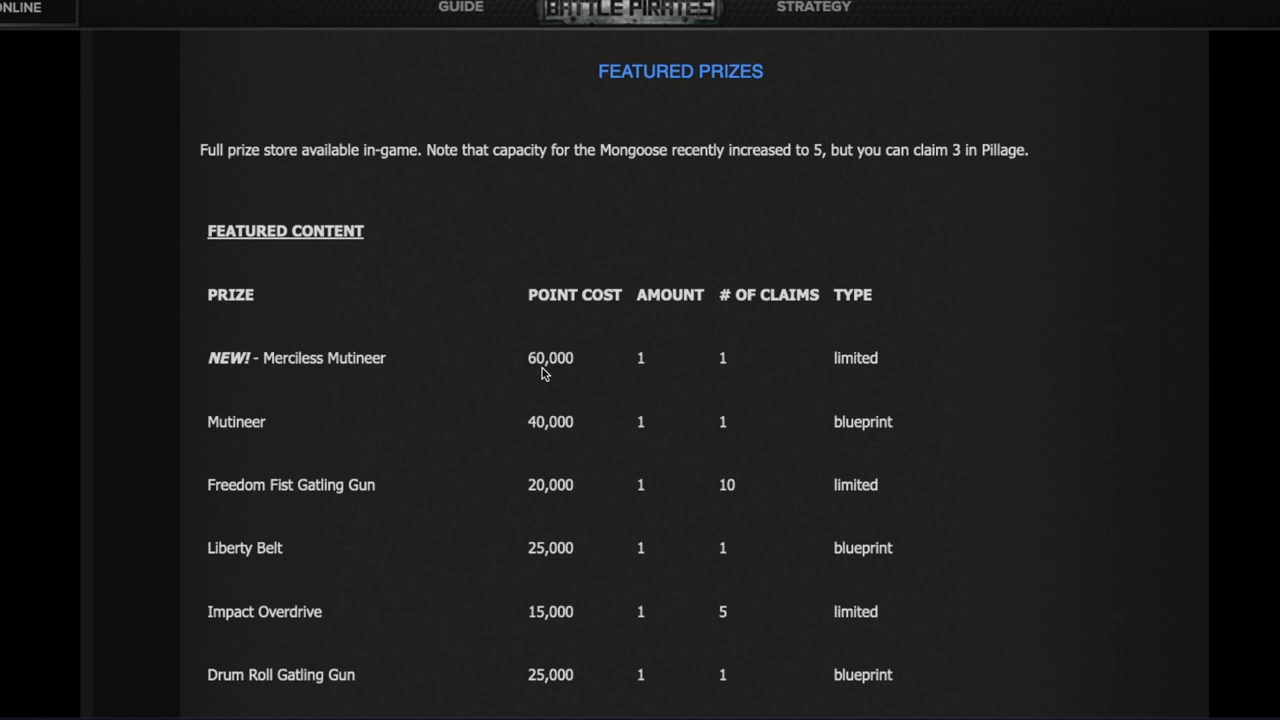 ONLINE
GUIDE
BATTLE PIRATES
STRATEGY
FEATURED PRIZES
Full prize store available in-game. Note that capacity for the Mongoose recently increased to 5, but you can claim 3 in Pillage.
FEATURED CONTENT
PRIZE POINT COST AMOUNT # OF CLAIMS TYPE
NEW! - Merciless Mutineer 60,000 1 1 limited
Mutineer 40,000 1 1 blueprint
Freedom Fist Gatling Gun 20,000 1 10 limited
Liberty Belt 25,000 1 1 blueprint
Impact Overdrive 15,000 1 5 limited
Drum Roll Gatling Gun 25,000 1 1 blueprint